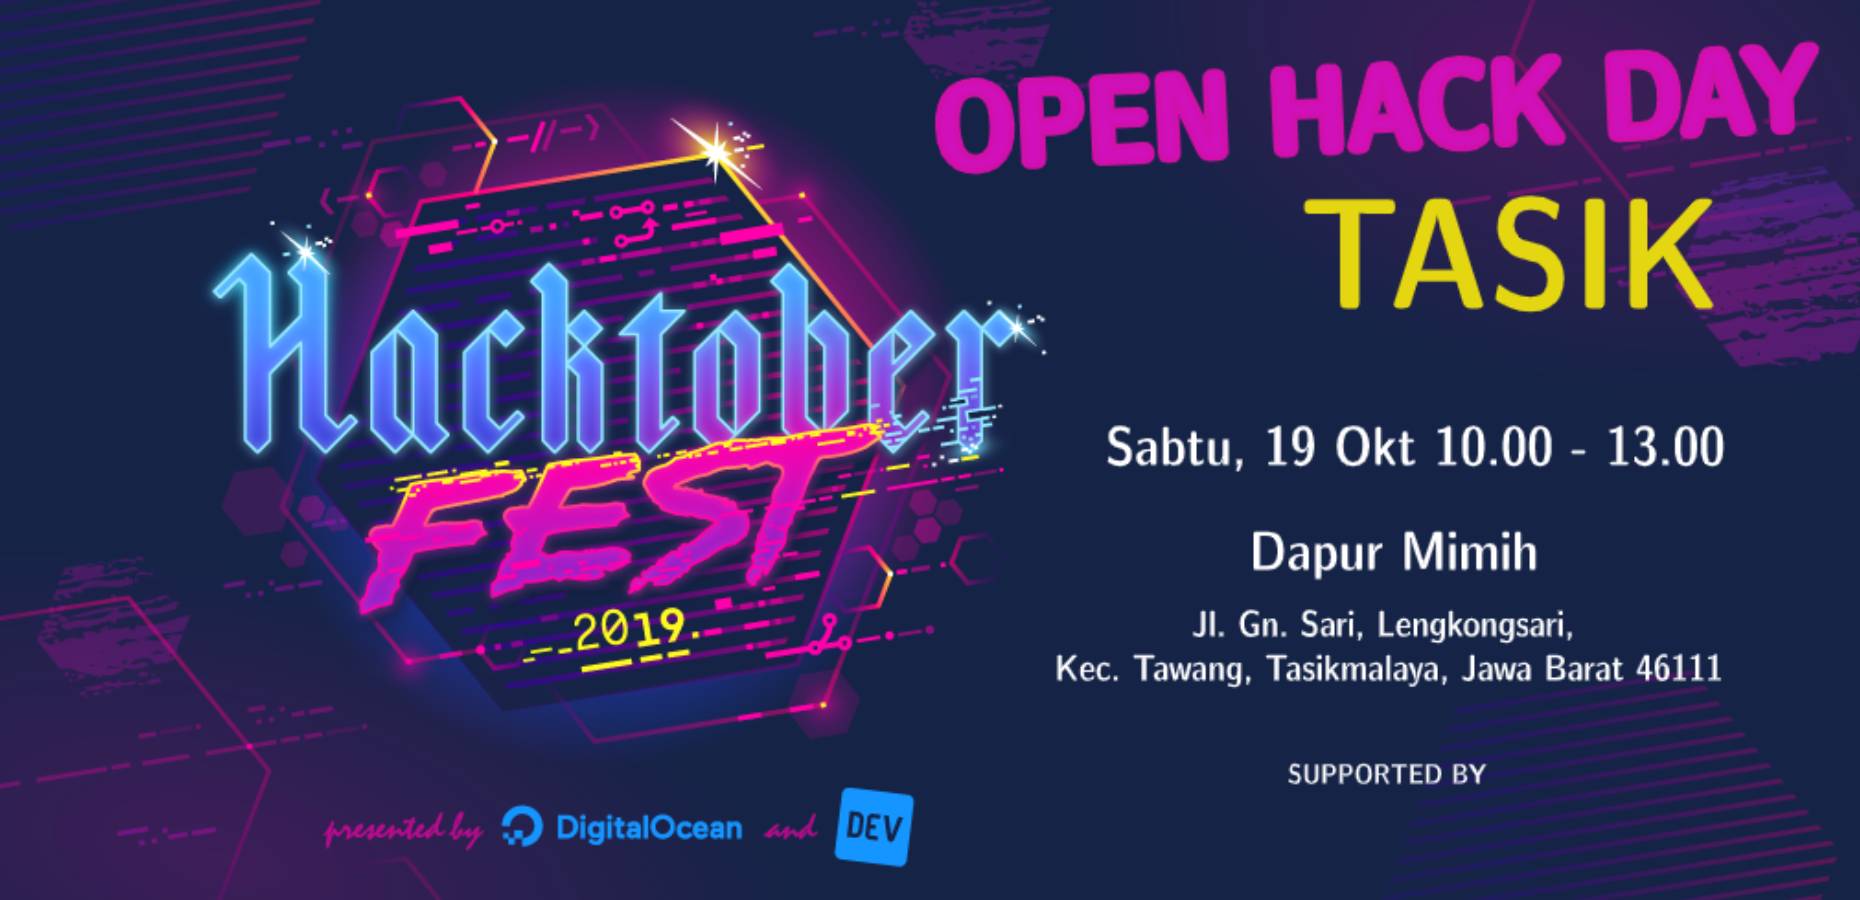 Hacktober
FEST
2019.
presented by DigitalOcean and DEV
OPEN HACK DAY
TASIK
Sabtu, 19 Okt 10.00 - 13.00
Dapur Mimih
Jl. Gn. Sari, Lengkongsari,
Kec. Tawang, Tasikmalaya, Jawa Barat 46111
SUPPORTED BY